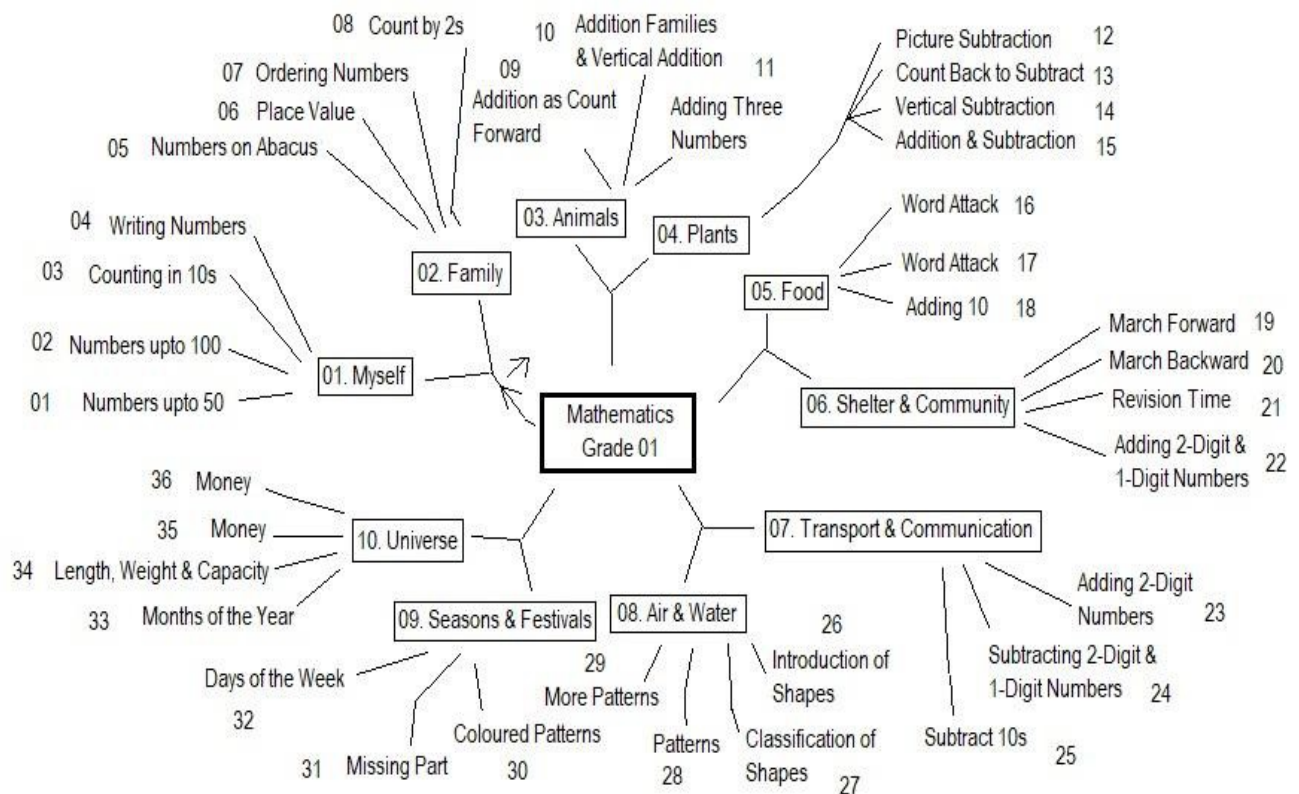 Mathematics
Grade 01
01. Myself
01 Numbers upto 50
02 Numbers upto 100
03 Counting in 10s
04 Writing Numbers
02. Family
05 Numbers on Abacus
06 Place Value
07 Ordering Numbers
08 Count by 2s
03. Animals
09
Addition as Count
Forward
10 Addition Families
& Vertical Addition
11
Adding Three
Numbers
04. Plants
Picture Subtraction 12
Count Back to Subtract 13
Vertical Subtraction 14
Addition & Subtraction 15
05. Food
Word Attack 16
Word Attack 17
Adding 10 18
06. Shelter & Community
March Forward 19
March Backward 20
Revision Time 21
Adding 2-Digit &
1-Digit Numbers 22
07. Transport & Communication
Adding 2-Digit
Numbers 23
Subtracting 2-Digit &
1-Digit Numbers 24
Subtract 10s 25
08. Air & Water
26
Introduction of
Shapes
Classification of
Shapes 27
Patterns
28
29
More Patterns
09. Seasons & Festivals
Coloured Patterns
30
31 Missing Part
Days of the Week
32
10. Universe
33 Months of the Year
34 Length, Weight & Capacity
35 Money
36 Money